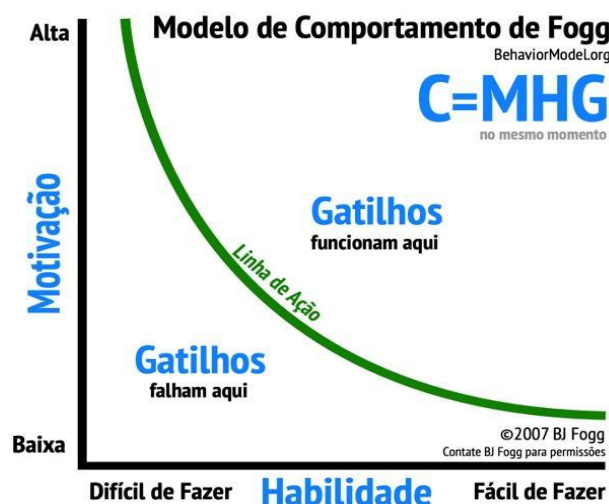 Modelo de Comportamento de Fogg
BehaviorModel.org
C=MHG
no mesmo momento
Alta
Motivação
Baixa
Gatilhos
funcionam aqui
Linha de Ação
Gatilhos
falham aqui
©2007 BJ Fogg
Contate BJ Fogg para permissões
Difícil de Fazer
Habilidade
Fácil de Fazer